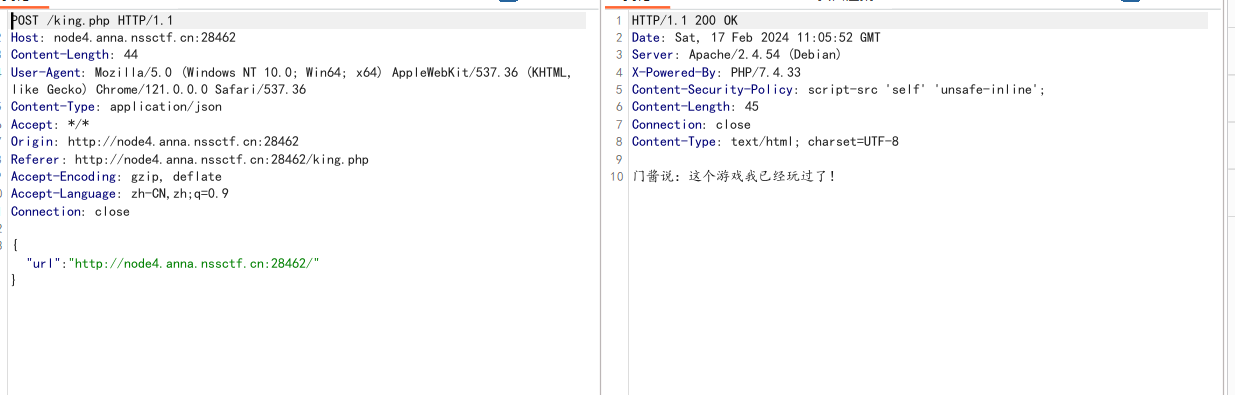 POST /king.php HTTP/1.1
Host: node4.anna.nssctf.cn:28462
Content-Length: 44
User-Agent: Mozilla/5.0 (Windows NT 10.0; Win64; x64) AppleWebKit/537.36 (KHTML,
like Gecko) Chrome/121.0.0.0 Safari/537.36
Content-Type: application/json
Accept: */*
Origin: http://node4.anna.nssctf.cn:28462
Referer: http://node4.anna.nssctf.cn:28462/king.php
Accept-Encoding: gzip, deflate
Accept-Language: zh-CN,zh;q=0.9
Connection: close
{
"url":"http://node4.anna.nssctf.cn:28462/"
}
1 HTTP/1.1 200 OK
2 Date: Sat, 17 Feb 2024 11:05:52 GMT
3 Server: Apache/2.4.54 (Debian)
4 X-Powered-By: PHP/7.4.33
5 Content-Security-Policy: script-src 'self' 'unsafe-inline';
6 Content-Length: 45
7 Connection: close
8 Content-Type: text/html; charset=UTF-8
9
10 门酱说：这个游戏我已经玩过了！